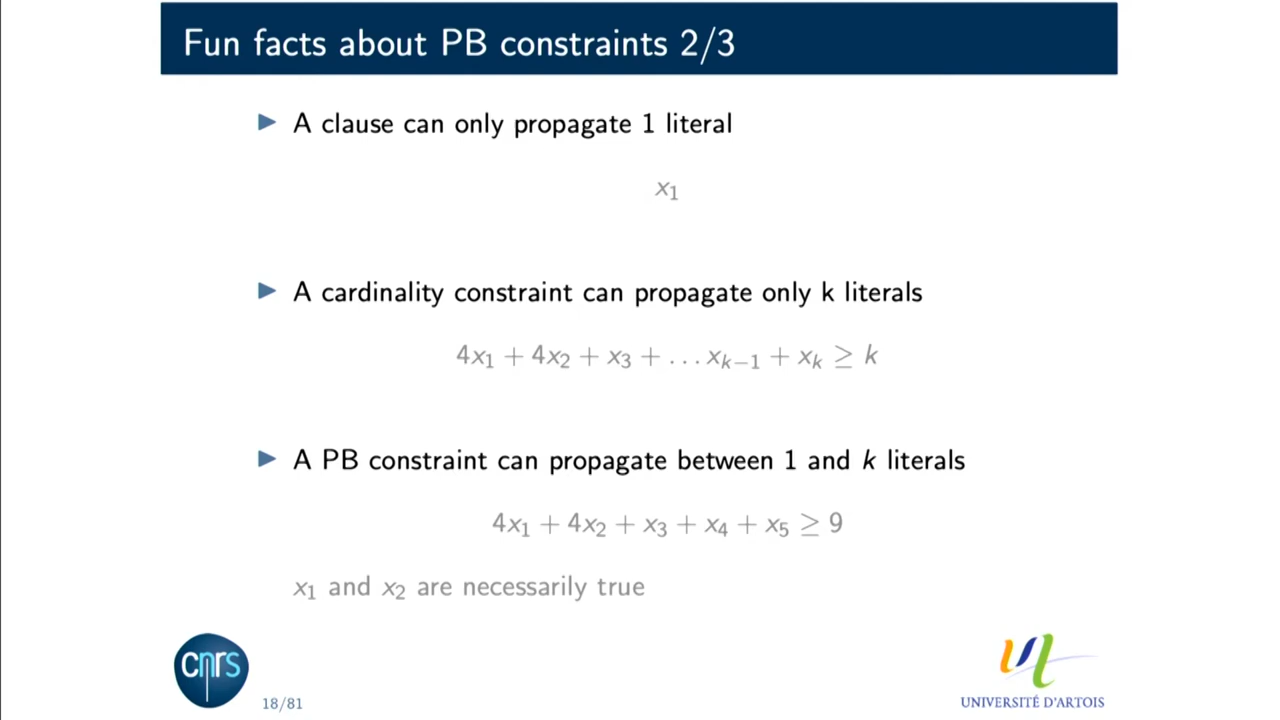 Fun facts about PB constraints 2/3
▶ A clause can only propagate 1 literal
x₁
▶ A cardinality constraint can propagate only k literals
4x₁ + 4x₂ + x₃ + . . . xₖ₋₁ + xₖ ≥ k
▶ A PB constraint can propagate between 1 and k literals
4x₁ + 4x₂ + x₃ + x₄ + x₅ ≥ 9
x₁ and x₂ are necessarily true
cnrs
18/81
UNIVERSITÉ D'ARTOIS